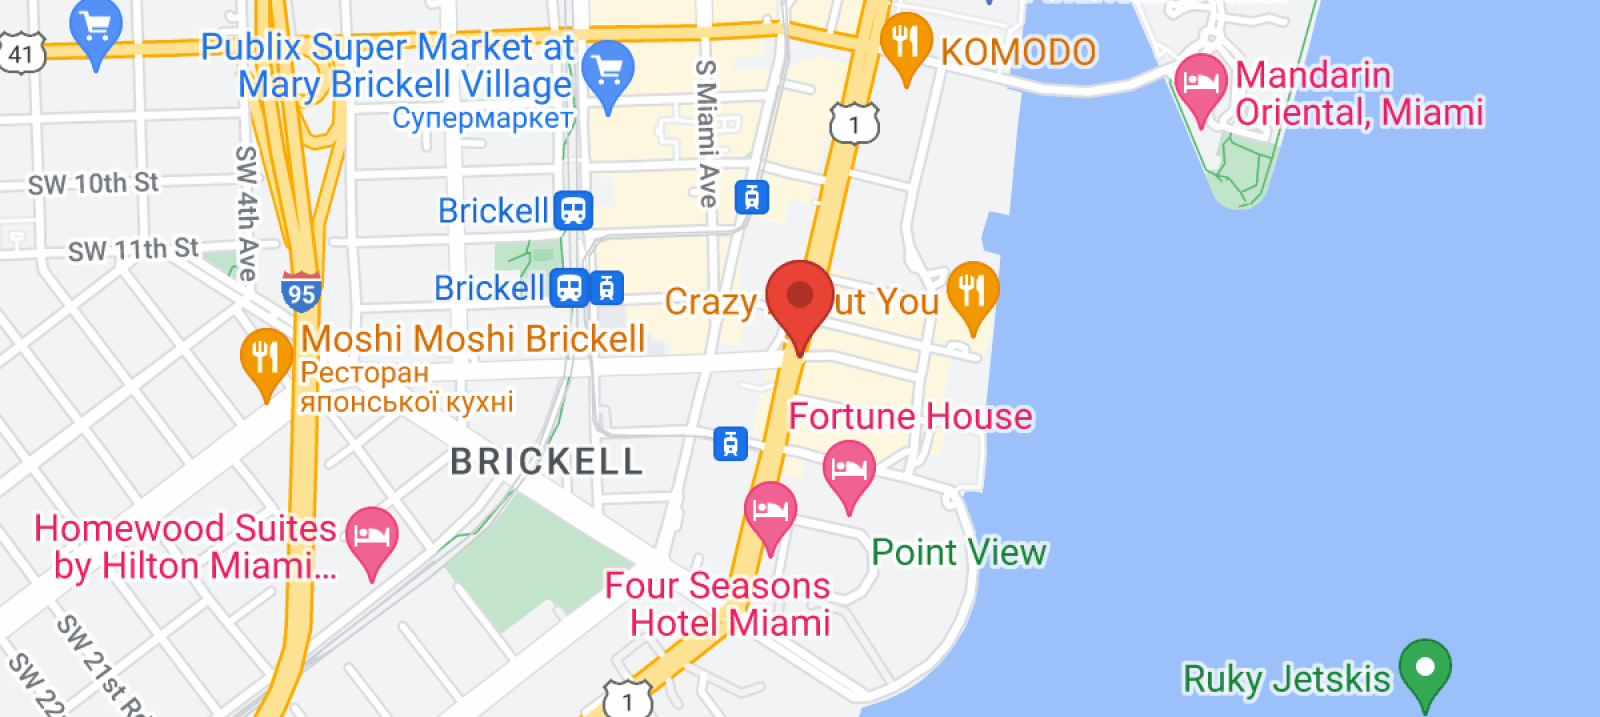 41
Publix Super Market at
Mary Brickell Village
Супермаркет
S Miami Ave
KOMODO
1
Mandarin
Oriental, Miami
SW 10th St
SW 4th Ave
SW 11th St
Brickell
Brickell
95
Crazy
ut You
Moshi Moshi Brickell
Ресторан
японської кухні
BRICKELL
Fortune House
Homewood Suites
by Hilton Miami...
Four Seasons
Hotel Miami
Point View
SW 21st Rd
SW 22
1
Ruky Jetskis